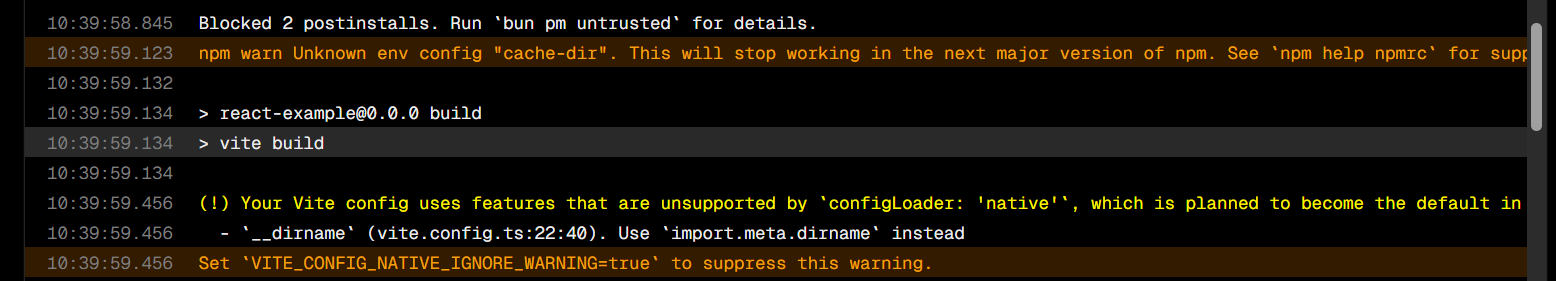 10:39:58.845 Blocked 2 postinstalls. Run `bun pm untrusted` for details.
10:39:59.123 npm warn Unknown env config "cache-dir". This will stop working in the next major version of npm. See `npm help npmrc` for supp
10:39:59.132
10:39:59.134 > react-example@0.0.0 build
10:39:59.134 > vite build
10:39:59.134
10:39:59.456 (!) Your Vite config uses features that are unsupported by `configLoader: 'native'`, which is planned to become the default in
10:39:59.456 - `__dirname` (vite.config.ts:22:40). Use `import.meta.dirname` instead
10:39:59.456 Set `VITE_CONFIG_NATIVE_IGNORE_WARNING=true` to suppress this warning.